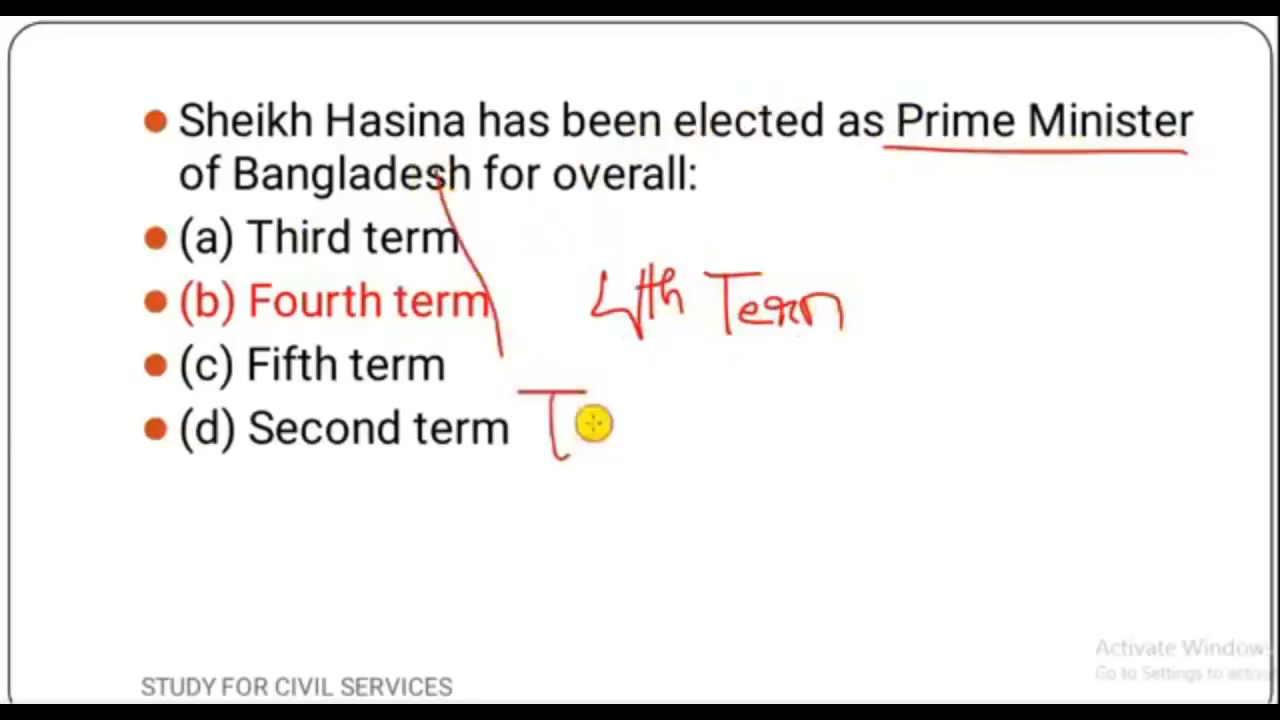 • Sheikh Hasina has been elected as Prime Minister
of Bangladesh for overall:
• (a) Third term
• (b) Fourth term
4th Term
• (c) Fifth term
• (d) Second term
T
Activate Windows
Go to Settings to activa
STUDY FOR CIVIL SERVICES